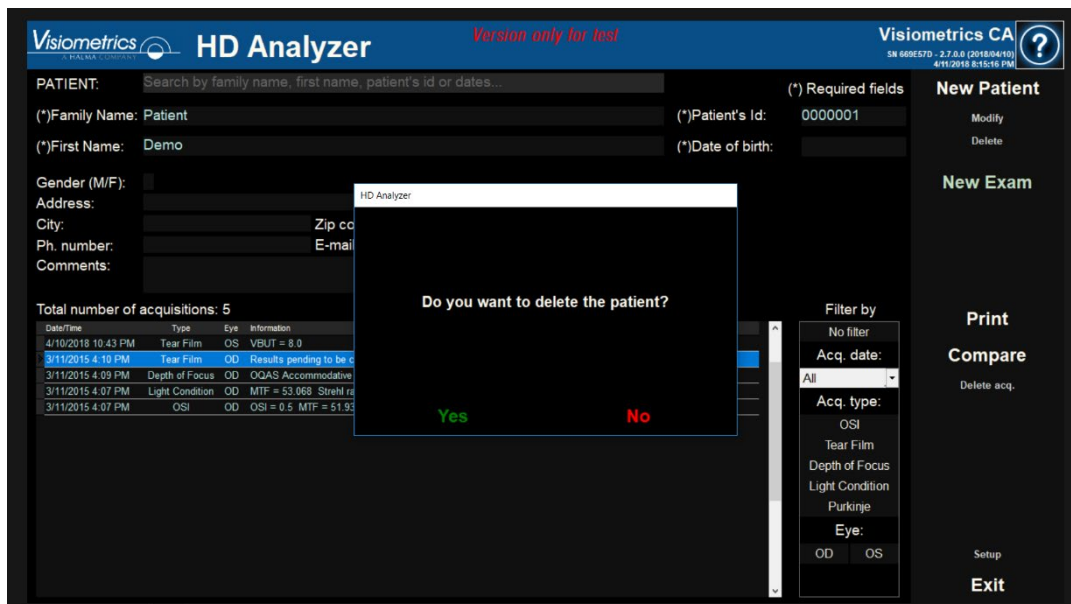 Visiometrics
A HALMA COMPANY
HD Analyzer
Version only for test
Visiometrics CA
SN 669E57D - 2.7.0.0 (2018/04/10)
4/11/2018 8:15:16 PM
?
PATIENT: Search by family name, first name, patient's id or dates...
(*) Required fields
New Patient
(*)Family Name: Patient (*)Patient's Id: 0000001
Modify
(*)First Name: Demo (*)Date of birth:
Delete
Gender (M/F):
New Exam
HD Analyzer
Address:
City: Zip co
Ph. number: E-mail
Comments:
Do you want to delete the patient?
Yes No
Total number of acquisitions: 5
Date/Time Type Eye Information
4/10/2018 10:43 PM Tear Film OS VBUT = 8.0
3/11/2015 4:10 PM Tear Film OD Results pending to be c
3/11/2015 4:09 PM Depth of Focus OD OQAS Accommodative
3/11/2015 4:07 PM Light Condition OD MTF = 53.068 Strehl ra
3/11/2015 4:07 PM OSI OD OSI = 0.5 MTF = 51.93
Filter by
No filter
Acq. date:
All
Acq. type:
OSI
Tear Film
Depth of Focus
Light Condition
Purkinje
Eye:
OD OS
Print
Compare
Delete acq.
Setup
Exit